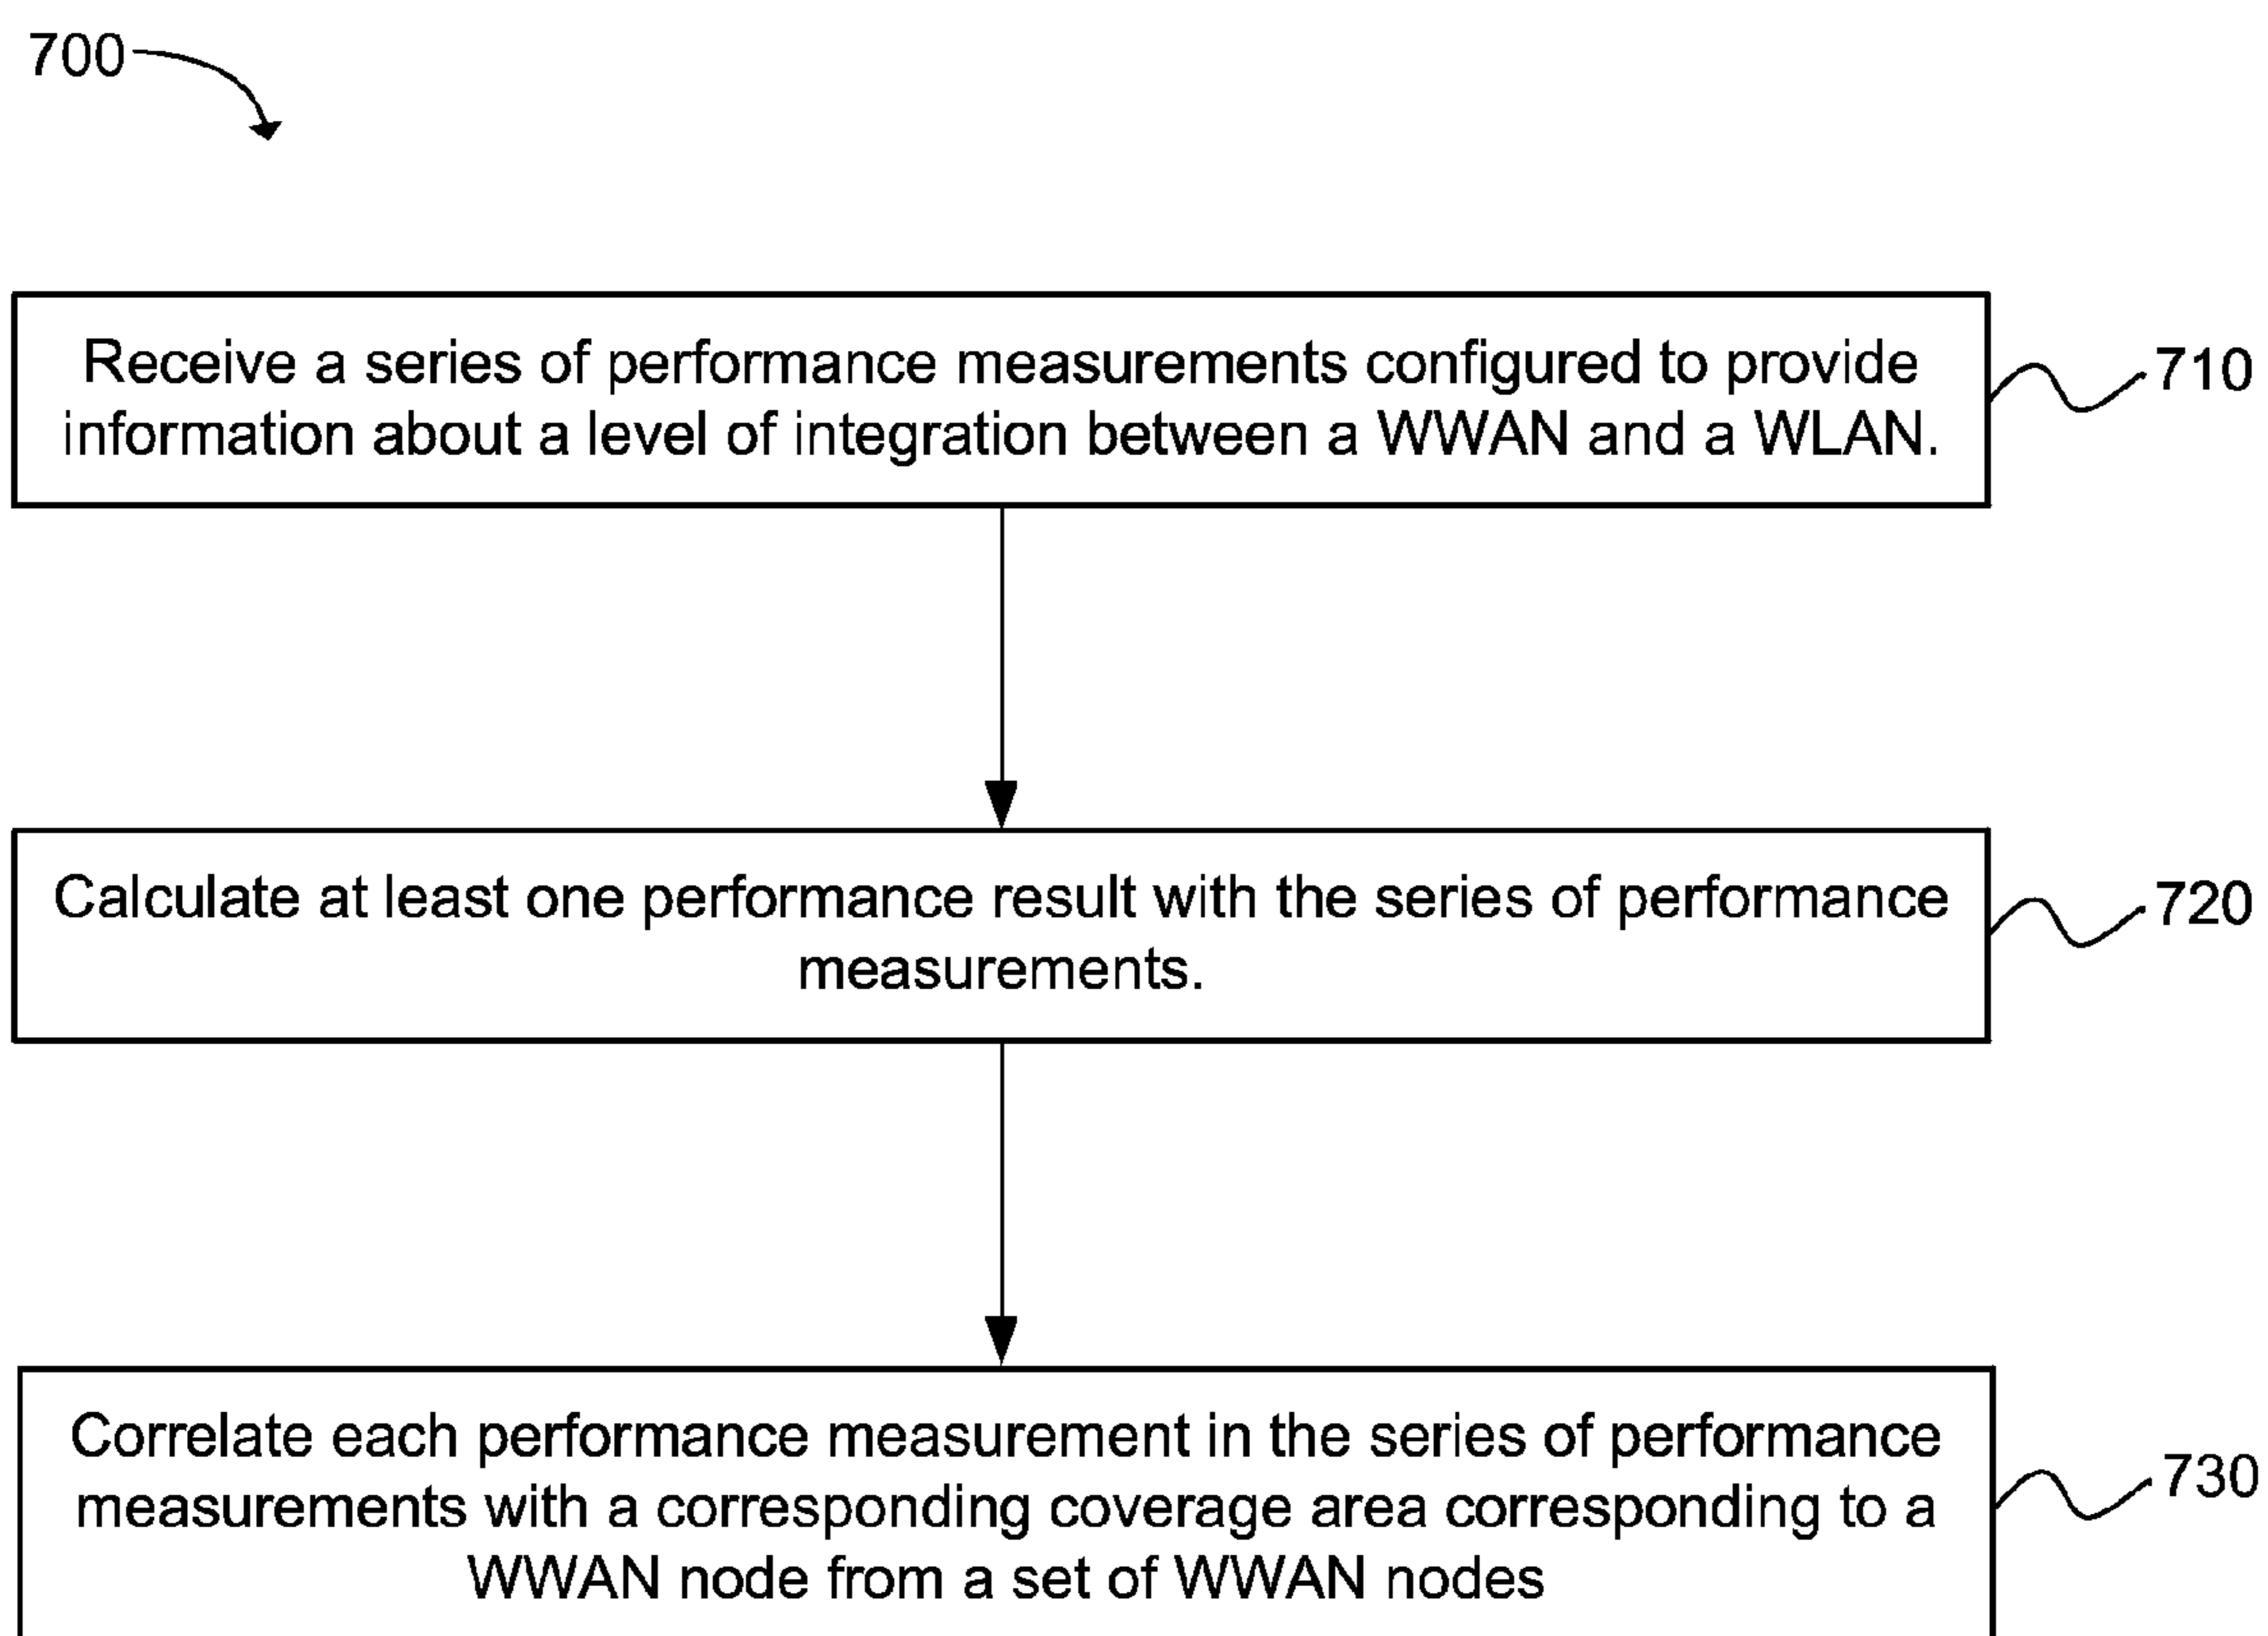 700
Receive a series of performance measurements configured to provide
information about a level of integration between a WWAN and a WLAN.
710
Calculate at least one performance result with the series of performance
measurements.
720
Correlate each performance measurement in the series of performance
measurements with a corresponding coverage area corresponding to a
WWAN node from a set of WWAN nodes
730